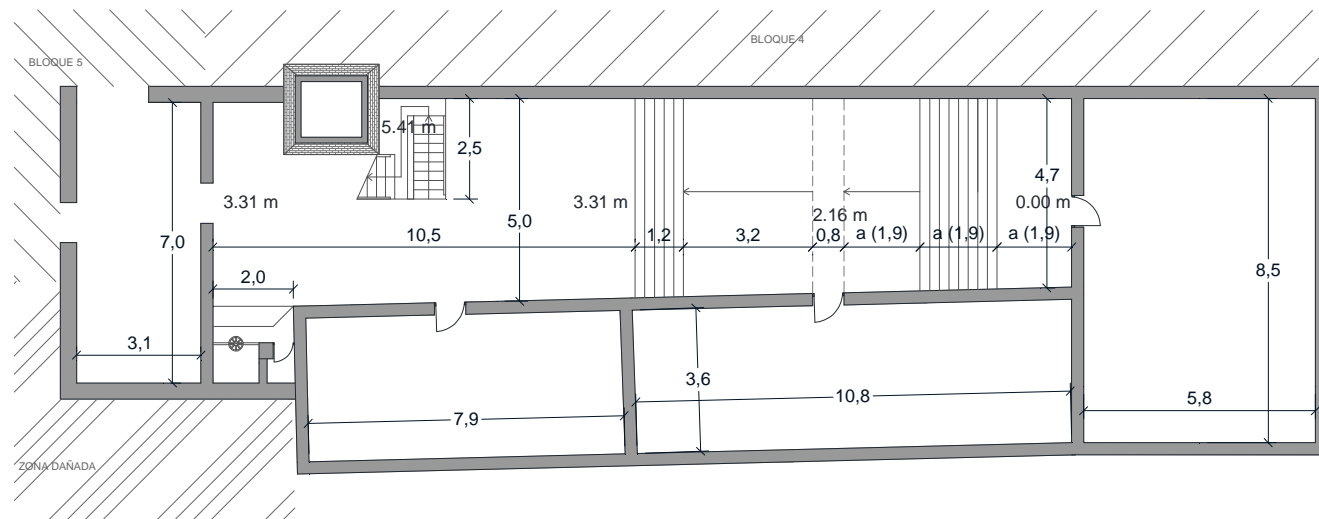 BLOQUE 4
BLOQUE 5
5.41 m
2,5
4,7
3.31 m
3.31 m
0.00 m
2.16 m
5,0
7,0
10,5
1,2
3,2
0,8
a (1,9)
a (1,9)
a (1,9)
8,5
2,0
3,1
3,6
10,8
5,8
7,9
ZONA DAÑADA